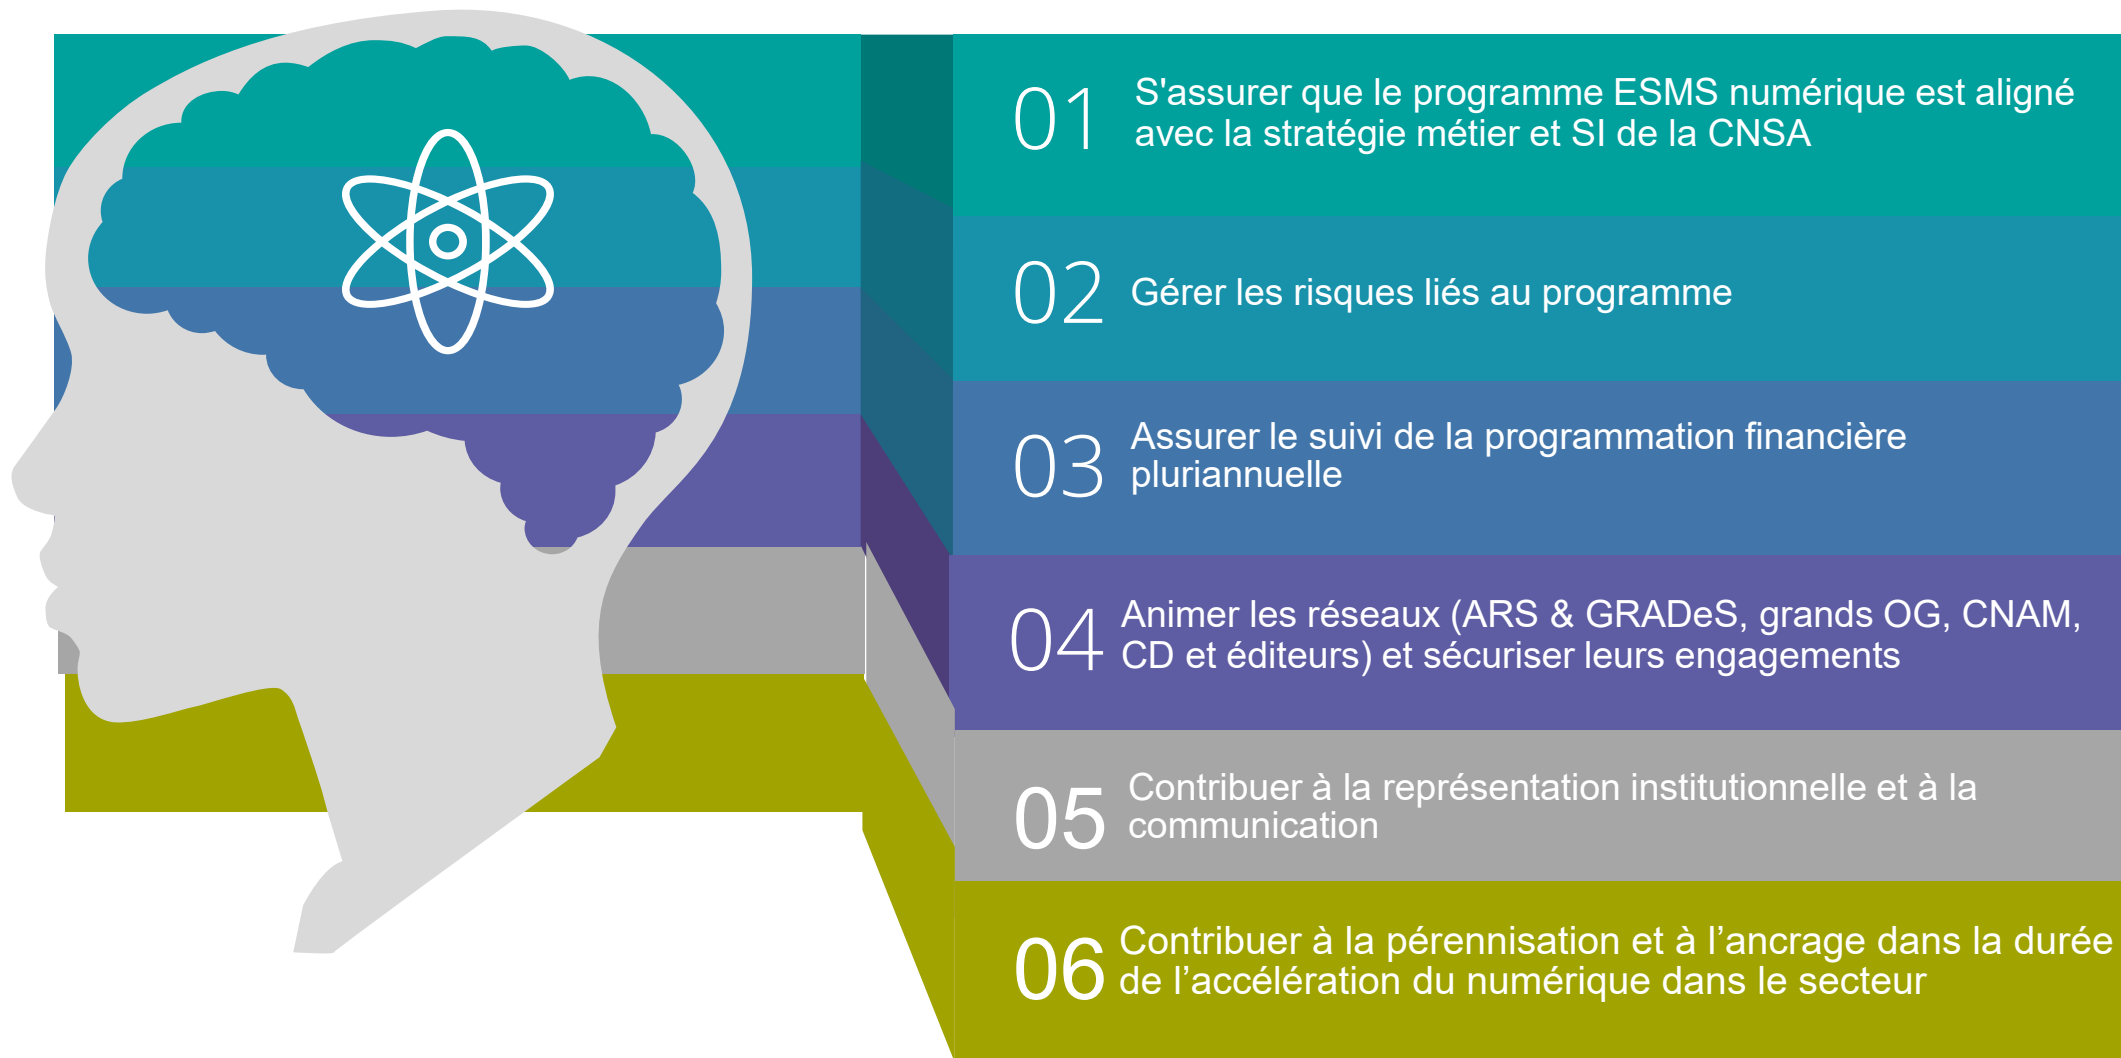 01
S'assurer que le programme ESMS numérique est aligné
avec la stratégie métier et SI de la CNSA
02
Gérer les risques liés au programme
03
Assurer le suivi de la programmation financière
pluriannuelle
04
Animer les réseaux (ARS & GRADeS, grands OG, CNAM,
CD et éditeurs) et sécuriser leurs engagements
05
Contribuer à la représentation institutionnelle et à la
communication
06
Contribuer à la pérennisation et à l’ancrage dans la durée
de l’accélération du numérique dans le secteur